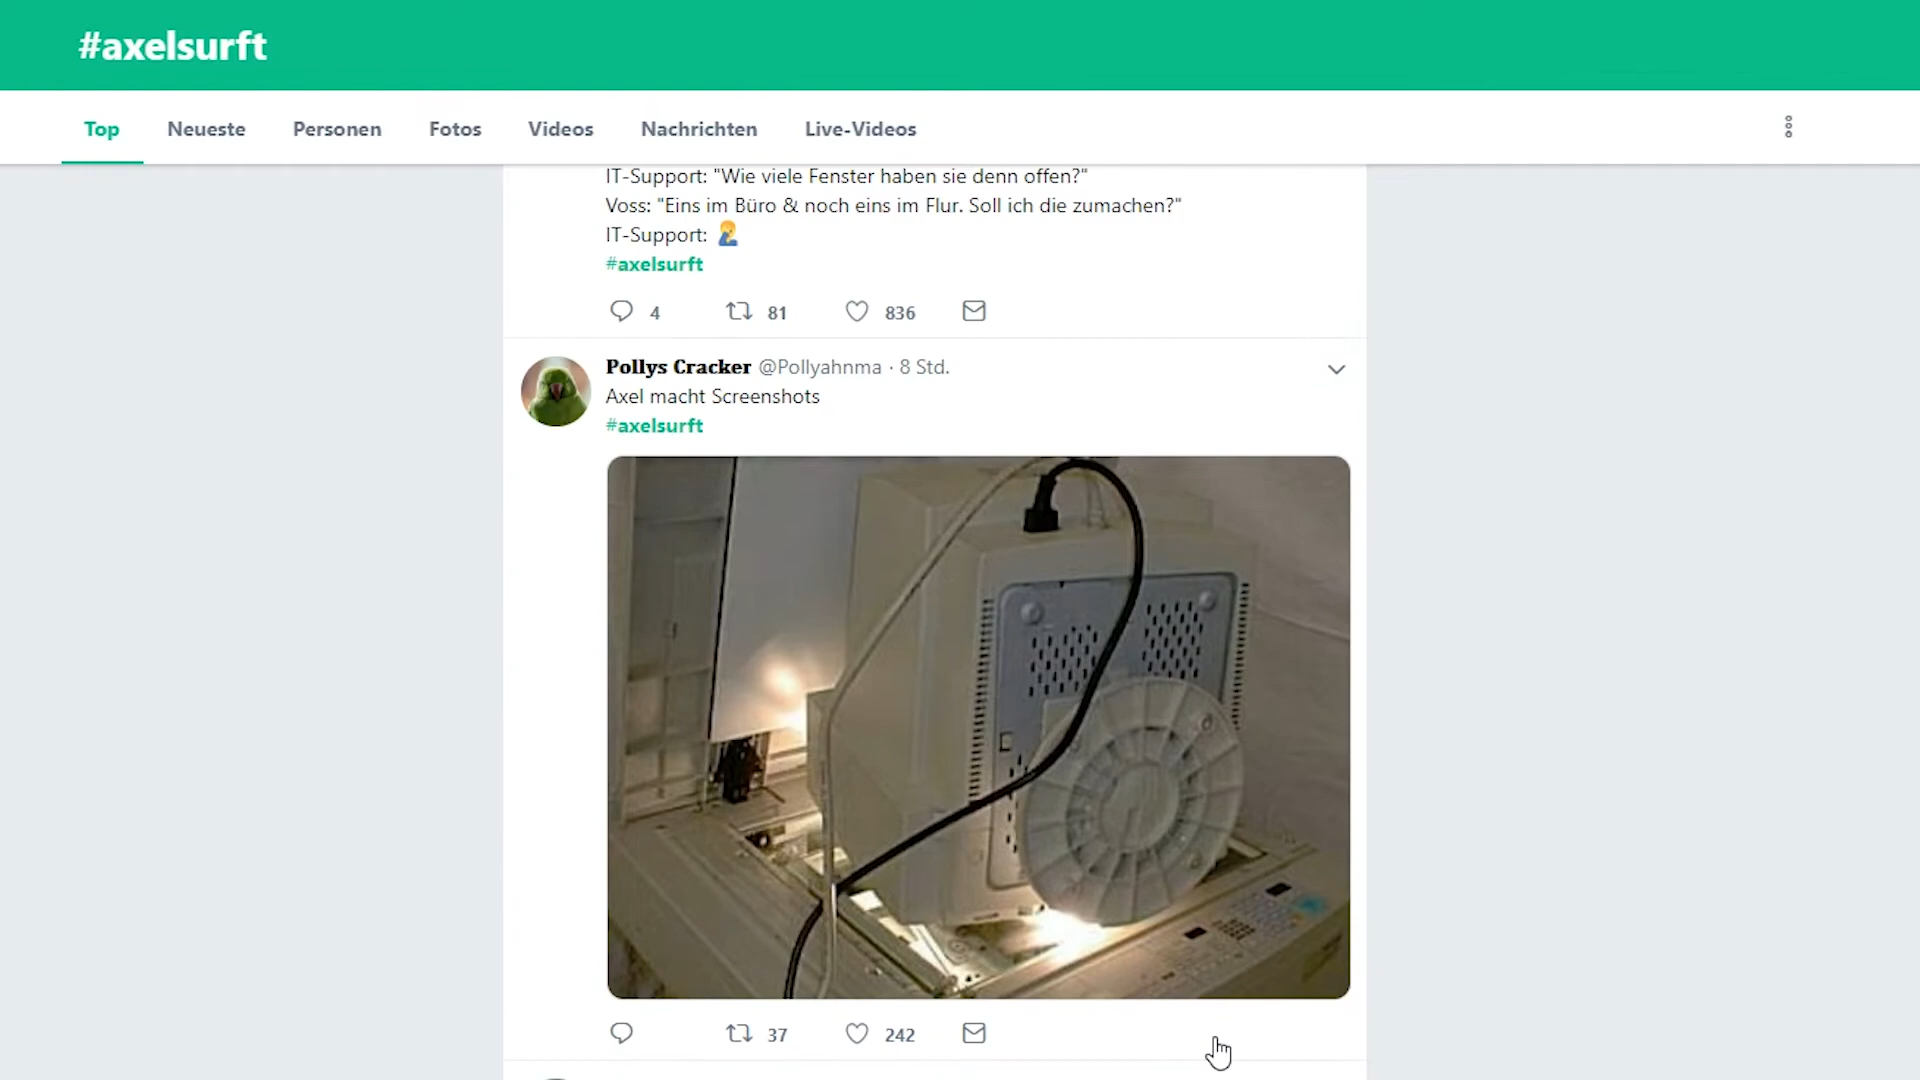 #axelsurft
Top Neueste Personen Fotos Videos Nachrichten Live-Videos
IT-Support: "Wie viele Fenster haben sie denn offen?"
Voss: "Eins im Büro & noch eins im Flur. Soll ich die zumachen?"
IT-Support: 🤦‍♂️
#axelsurft
4 81 836
Pollys Cracker @Pollyahnma · 8 Std.
Axel macht Screenshots
#axelsurft
37 242